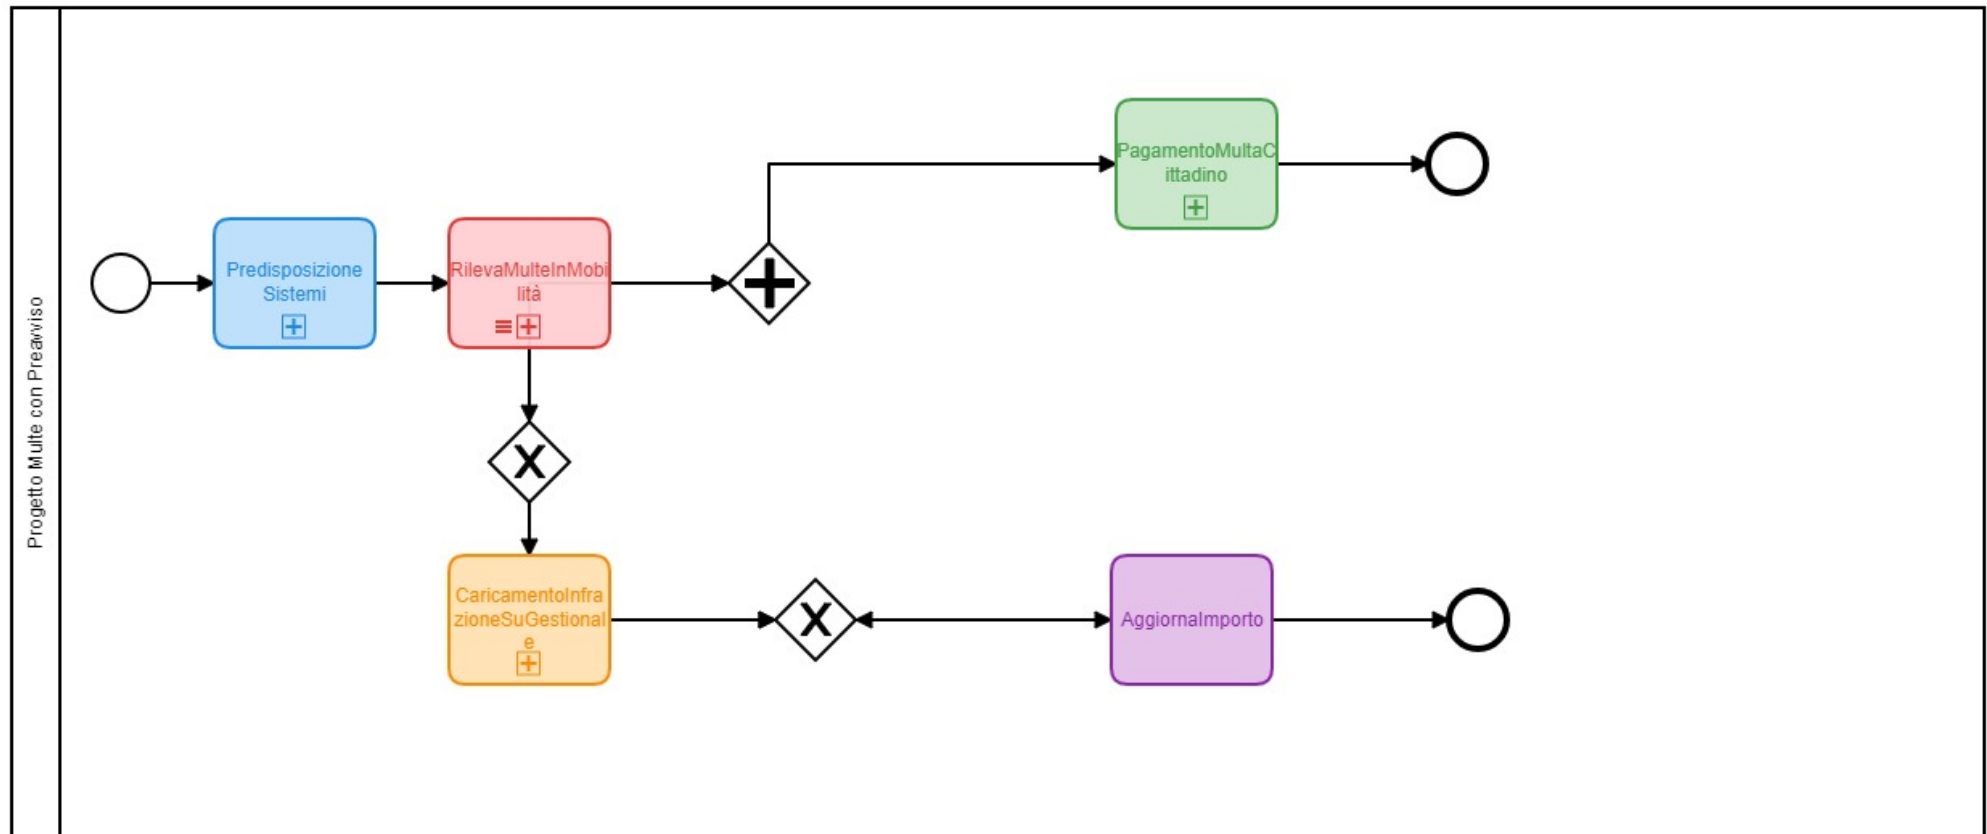 Progetto Multe con Preavviso
Predisposizione
Sistemi
RilevaMulteInMobi
lità
PagamentoMultaC
ittadino
X
CaricamentoInfra
zioneSuGestional
e
X
AggiornaImporto